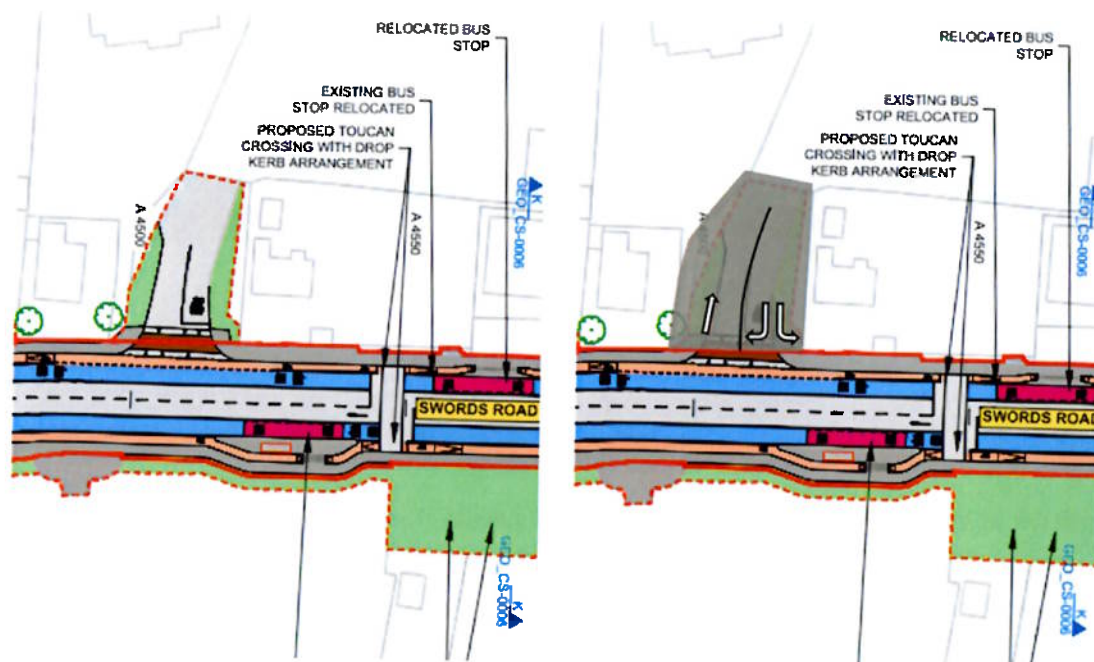 RELOCATED BUS
STOP
EXISTING BUS
STOP RELOCATED
PROPOSED TOUCAN
CROSSING WITH DROP
KERB ARRANGEMENT
K
GEO_CS-0006
A 4500
A 4550
SWORDS ROAD
GEO_CS-0006
K
RELOCATED BUS
STOP
EXISTING BUS
STOP RELOCATED
PROPOSED TOUCAN
CROSSING WITH DROP
KERB ARRANGEMENT
GEO_CS-0006
A 4550
SWORDS ROA
GEO_CS-0006
K